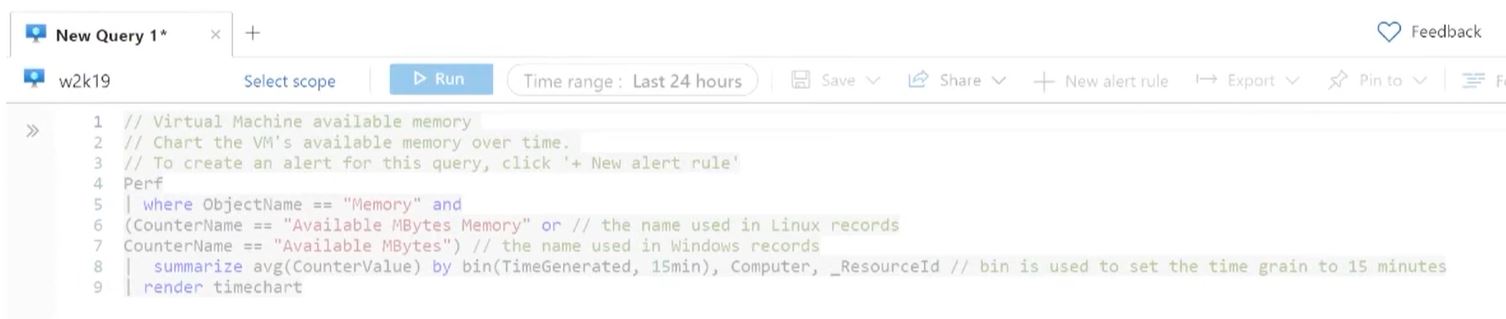 New Query 1* × +
Feedback
w2k19 Select scope Run Time range : Last 24 hours Save Share New alert rule Export Pin to
1 // Virtual Machine available memory
2 // Chart the VM's available memory over time.
3 // To create an alert for this query, click '+ New alert rule'
4 Perf
5 | where ObjectName == "Memory" and
6 (CounterName == "Available MBytes Memory" or // the name used in Linux records
7 CounterName == "Available MBytes") // the name used in Windows records
8 | summarize avg(CounterValue) by bin(TimeGenerated, 15min), Computer, _ResourceId // bin is used to set the time grain to 15 minutes
9 | render timechart